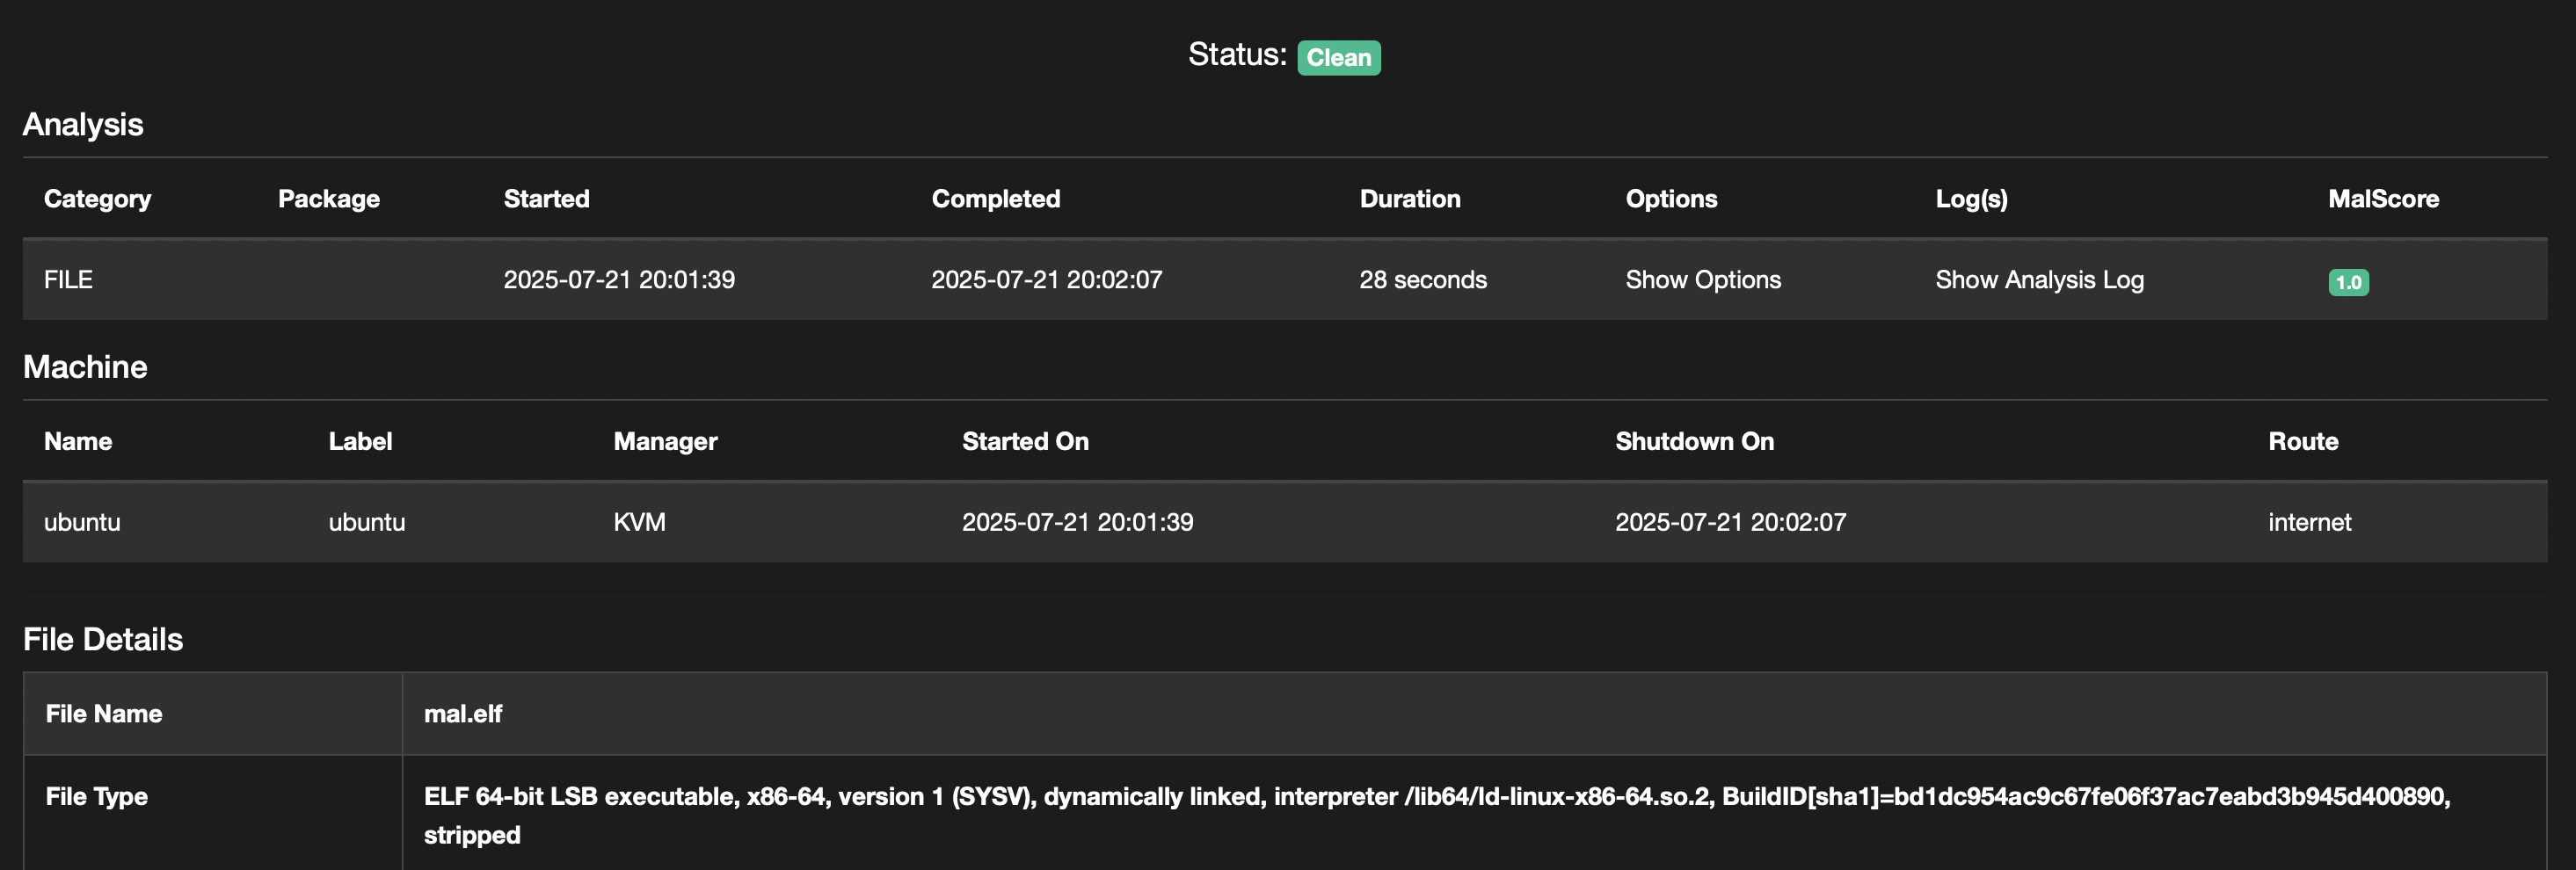 Status: Clean
Analysis
Category Package Started Completed Duration Options Log(s) MalScore
FILE 2025-07-21 20:01:39 2025-07-21 20:02:07 28 seconds Show Options Show Analysis Log 1.0
Machine
Name Label Manager Started On Shutdown On Route
ubuntu ubuntu KVM 2025-07-21 20:01:39 2025-07-21 20:02:07 internet
File Details
File Name mal.elf
File Type ELF 64-bit LSB executable, x86-64, version 1 (SYSV), dynamically linked, interpreter /lib64/ld-linux-x86-64.so.2, BuildID[sha1]=bd1dc954ac9c67fe06f37ac7eabd3b945d400890,
stripped